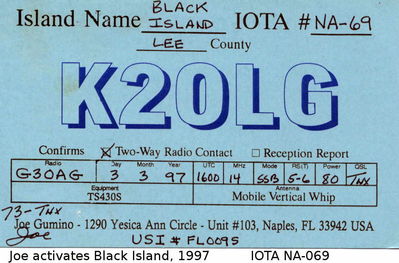 Island Name BLACK ISLAND IOTA # NA-69
LEE County
K2OLG
Confirms ☒ Two-Way Radio Contact ☐ Reception Report
Radio Day Month Year UTC MHz Mode RS(T) Power QSL
G3OAG 3 3 97 1600 14 SSB 5-6 80 TNX
Equipment Antenna
TS430S Mobile Vertical Whip
73-TNX
Joe Gumino - 1290 Yesica Ann Circle - Unit #103, Naples, FL 33942 USA
Joe USI # FL009S
Joe activates Black Island, 1997 IOTA NA-069